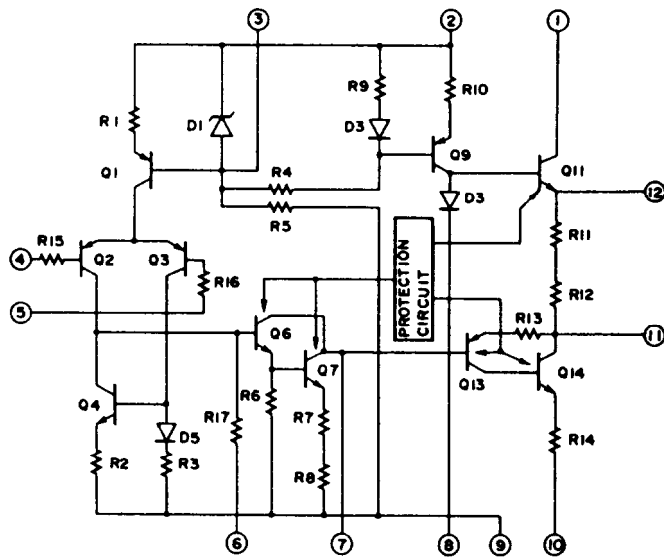 3
2
1
R1
D1
R9
R10
D3
Q1
Q9
Q11
R4
D3
12
R5
R11
4
R15
Q2
Q3
R16
PROTECTION
CIRCUIT
R12
5
R13
11
Q6
Q7
Q13
Q14
Q4
R6
R17
R7
D5
R14
R2
R3
R8
6
7
8
9
10